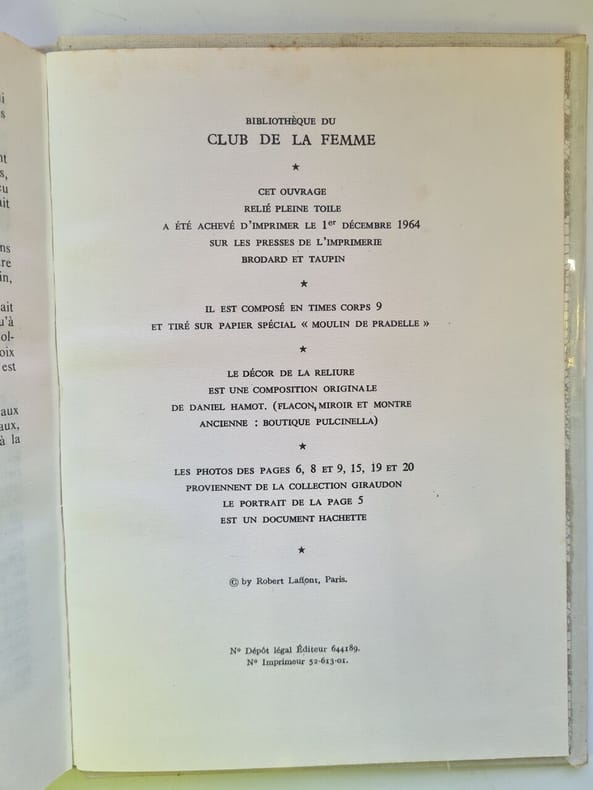 BIBLIOTHÈQUE DU
CLUB DE LA FEMME
★
CET OUVRAGE
RELIÉ PLEINE TOILE
A ÉTÉ ACHEVÉ D'IMPRIMER LE 1er DÉCEMBRE 1964
SUR LES PRESSES DE L'IMPRIMERIE
BRODARD ET TAUPIN
★
IL EST COMPOSÉ EN TIMES CORPS 9
ET TIRÉ SUR PAPIER SPÉCIAL « MOULIN DE PRADELLE »
★
LE DÉCOR DE LA RELIURE
EST UNE COMPOSITION ORIGINALE
DE DANIEL HAMOT. (FLACON, MIROIR ET MONTRE
ANCIENNE : BOUTIQUE PULCINELLA)
★
LES PHOTOS DES PAGES 6, 8 ET 9, 15, 19 ET 20
PROVIENNENT DE LA COLLECTION GIRAUDON
LE PORTRAIT DE LA PAGE 5
EST UN DOCUMENT HACHETTE
★
© by Robert Laffont, Paris.
Nº Dépôt légal Éditeur 644189.
Nº Imprimeur 52-613-01.